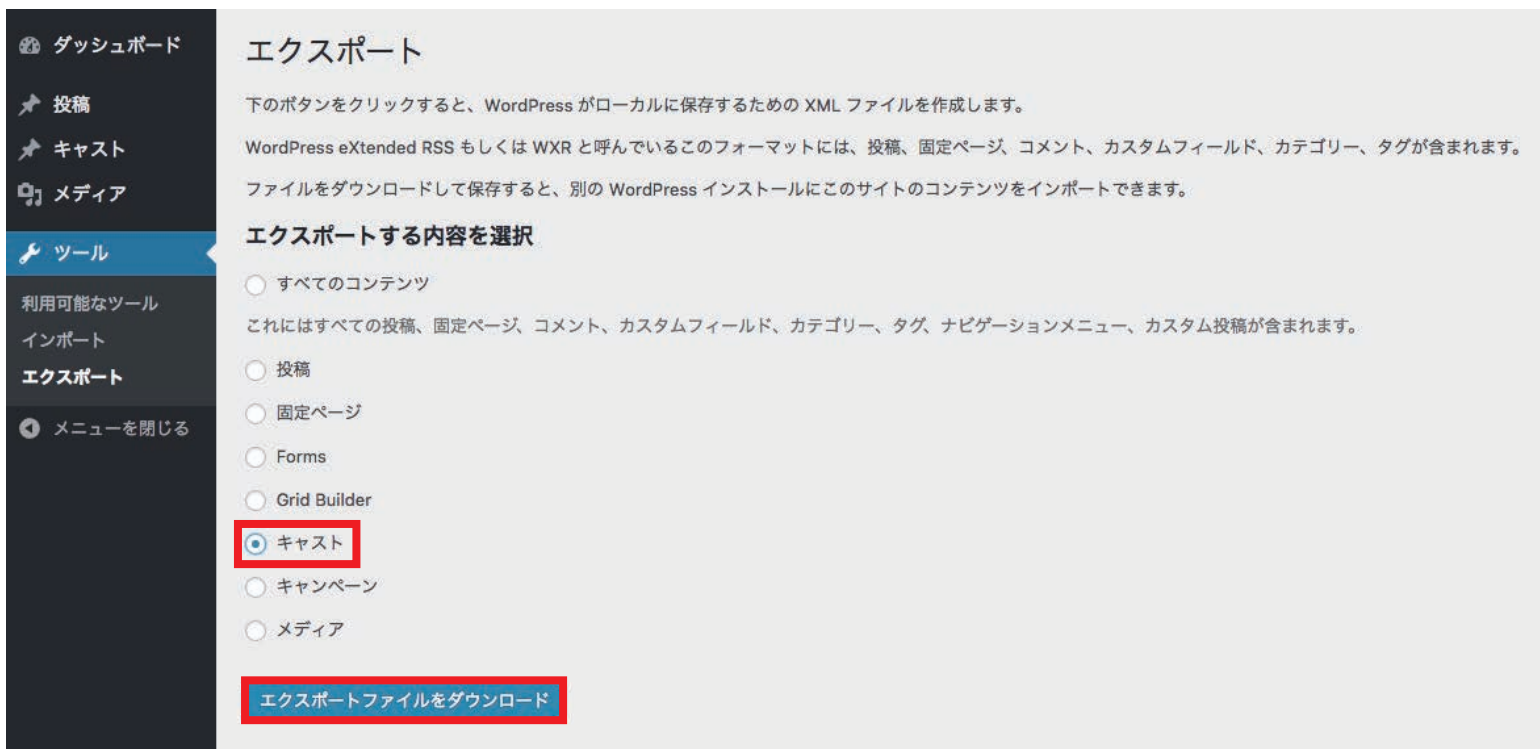 ダッシュボード
投稿
キャスト
メディア
ツール
利用可能なツール
インポート
エクスポート
メニューを閉じる
エクスポート
下のボタンをクリックすると、WordPress がローカルに保存するための XML ファイルを作成します。
WordPress eXtended RSS もしくは WXR と呼んでいるこのフォーマットには、投稿、固定ページ、コメント、カスタムフィールド、カテゴリー、タグが含まれます。
ファイルをダウンロードして保存すると、別の WordPress インストールにこのサイトのコンテンツをインポートできます。
エクスポートする内容を選択
すべてのコンテンツ
これにはすべての投稿、固定ページ、コメント、カスタムフィールド、カテゴリー、タグ、ナビゲーションメニュー、カスタム投稿が含まれます。
投稿
固定ページ
Forms
Grid Builder
キャスト
キャンペーン
メディア
エクスポートファイルをダウンロード